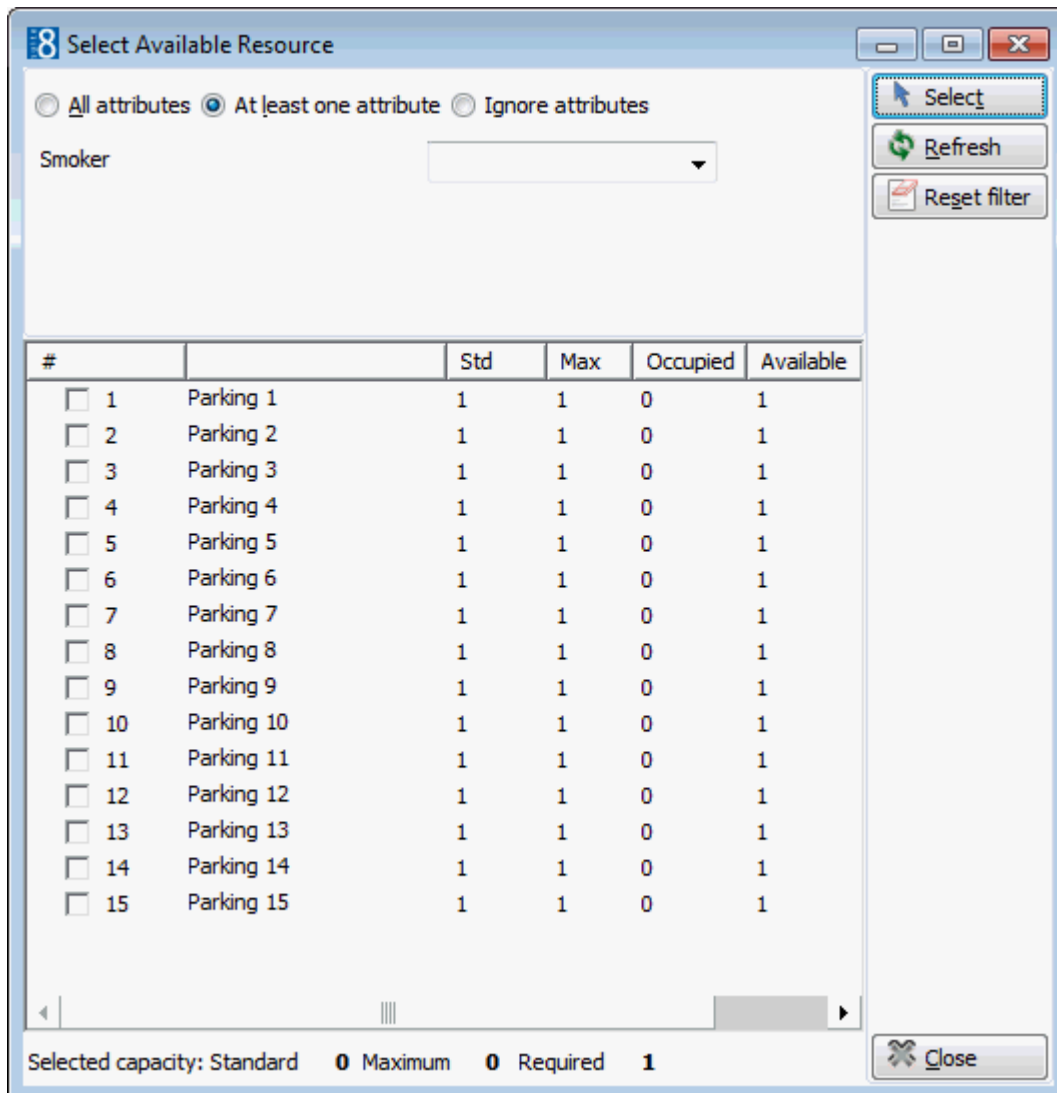 8 Select Available Resource
All attributes At least one attribute Ignore attributes
Smoker
Select
Refresh
Reset filter
# Std Max Occupied Available
1 Parking 1 1 1 0 1
2 Parking 2 1 1 0 1
3 Parking 3 1 1 0 1
4 Parking 4 1 1 0 1
5 Parking 5 1 1 0 1
6 Parking 6 1 1 0 1
7 Parking 7 1 1 0 1
8 Parking 8 1 1 0 1
9 Parking 9 1 1 0 1
10 Parking 10 1 1 0 1
11 Parking 11 1 1 0 1
12 Parking 12 1 1 0 1
13 Parking 13 1 1 0 1
14 Parking 14 1 1 0 1
15 Parking 15 1 1 0 1
Selected capacity: Standard 0 Maximum 0 Required 1
Close